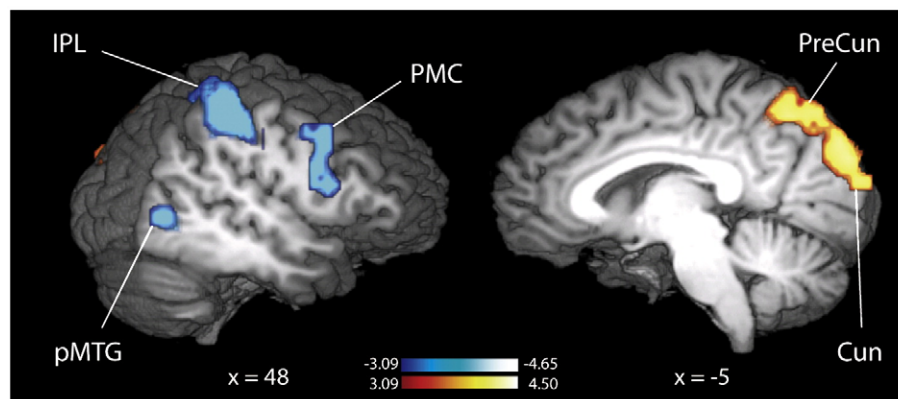 IPL
PMC
PreCun
pMTG
Cun
x = 48
-3.09
-4.65
3.09
4.50
x = -5